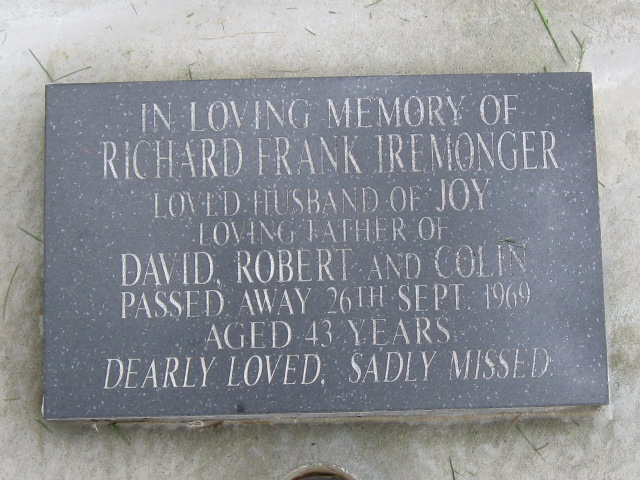 IN LOVING MEMORY OF
RICHARD FRANK IREMONGER
LOVED HUSBAND OF JOY
LOVING FATHER OF
DAVID, ROBERT AND COLIN
PASSED AWAY 26TH SEPT. 1969
AGED 43 YEARS
DEARLY LOVED, SADLY MISSED.